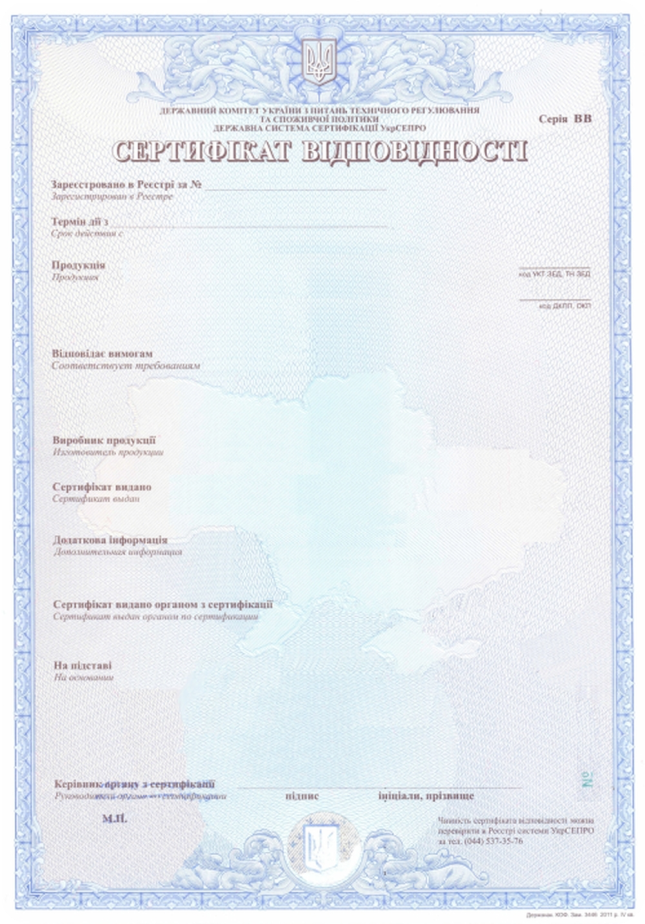 ДЕРЖАВНИЙ КОМІТЕТ УКРАЇНИ З ПИТАНЬ ТЕХНІЧНОГО РЕГУЛЮВАННЯ
ТА СПОЖИВЧОЇ ПОЛІТИКИ
ДЕРЖАВНА СИСТЕМА СЕРТИФІКАЦІЇ УкрСЕПРО
Серія ВВ
СЕРТИФІКАТ ВІДПОВІДНОСТІ
Зареєстровано в Реєстрі за №
Зарегистрирован в Реестре
Термін дії з
Срок действия с
Продукція
Продукция
код УКТ ЗЕД, ТН ЗЕД
код ДКПП, ОКП
Відповідає вимогам
Соответствует требованиям
Виробник продукції
Изготовитель продукции
Сертифікат видано
Сертификат выдан
Додаткова інформація
Дополнительная информация
Сертифікат видано органом з сертифікації
Сертификат выдан органом по сертификации
На підставі
На основании
№
Керівник органу з сертифікації
Руководитель органа по сертификации
підпис
ініціали, прізвище
М.П.
Чинність сертифіката відповідності можна
перевірити в Реєстрі системи УкрСЕПРО
за тел. (044) 537-35-76
2011 р. IV кв.